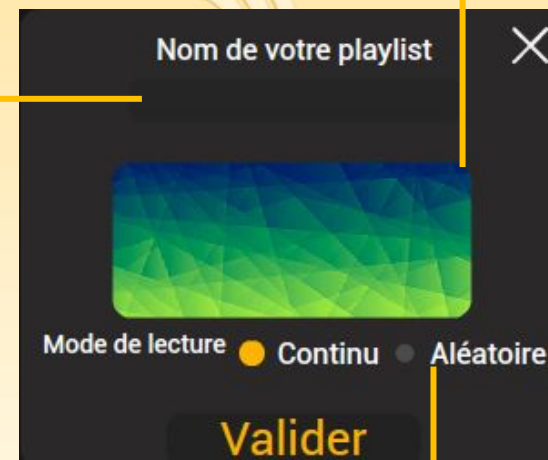 Nom de votre playlist
Mode de lecture Continu Aléatoire
Valider